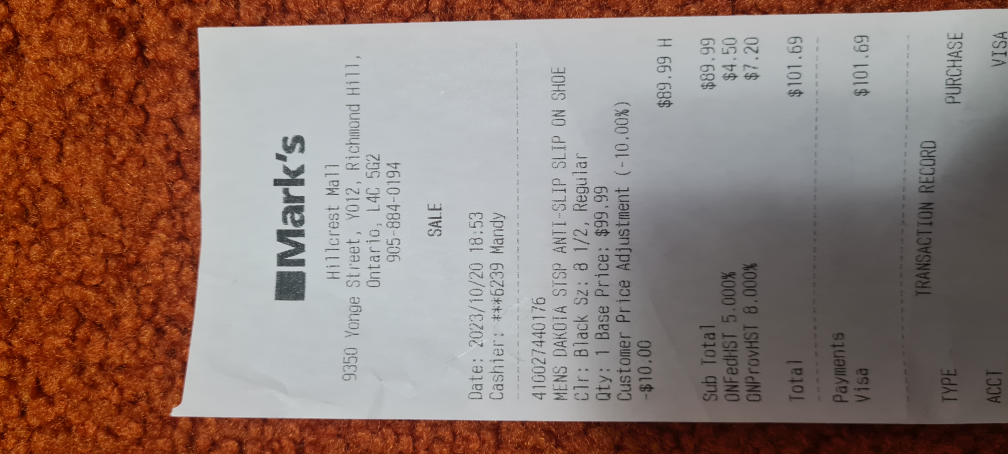 Mark's
Hillcrest Mall
9350 Yonge Street, Y012, Richmond Hill,
Ontario, L4C 5G2
905-884-0194
SALE
Date: 2023/10/20 18:53
Cashier: ***6239 Mandy
410027440176
MENS DAKOTA STSP ANTI-SLIP SLIP ON SHOE
Clr: Black Sz: 8 1/2, Regular
Qty: 1 Base Price: $99.99
Customer Price Adjustment (-10.00%)
-$10.00 $89.99 H
Sub Total $89.99
ONFedHST 5.000% $4.50
ONProvHST 8.000% $7.20
Total $101.69
Payments
Visa $101.69
TRANSACTION RECORD
TYPE PURCHASE
ACCT VISA